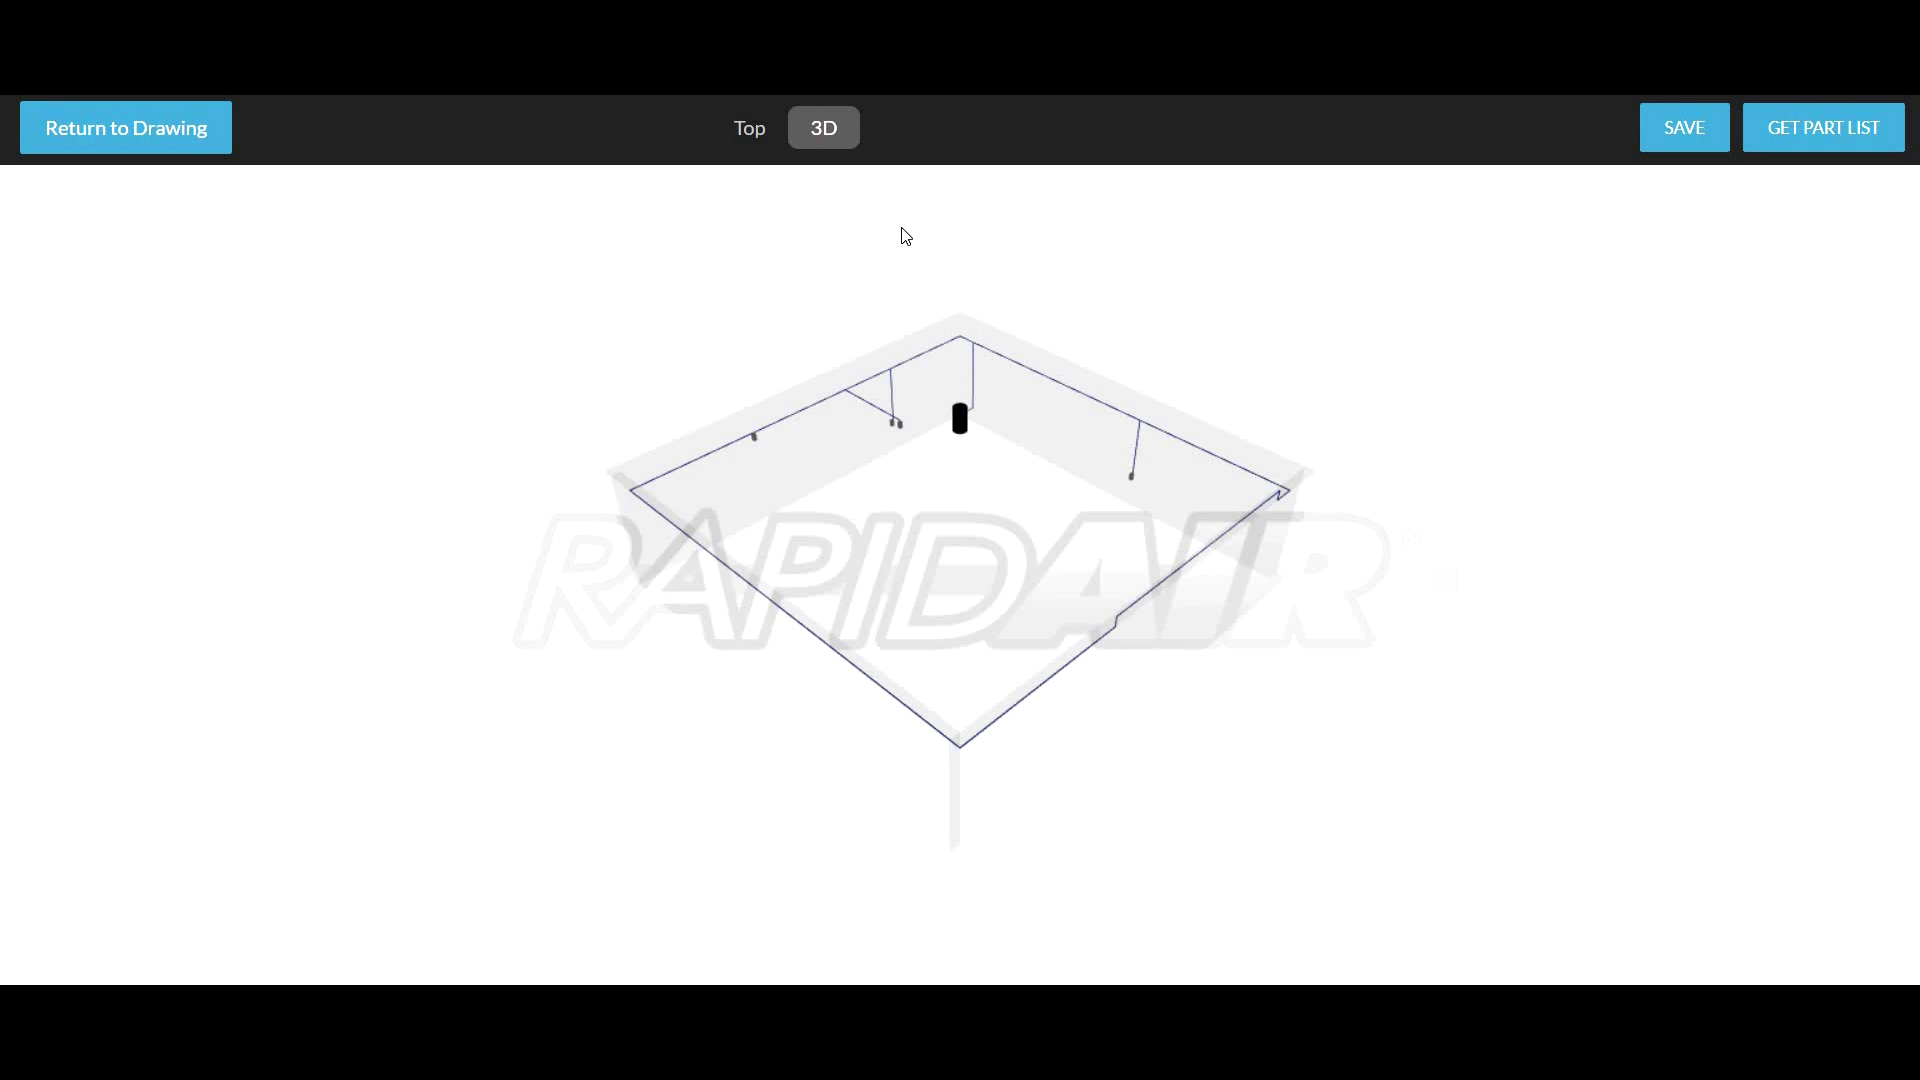 Return to Drawing
Top
3D
SAVE
GET PART LIST
RAPIDAIR